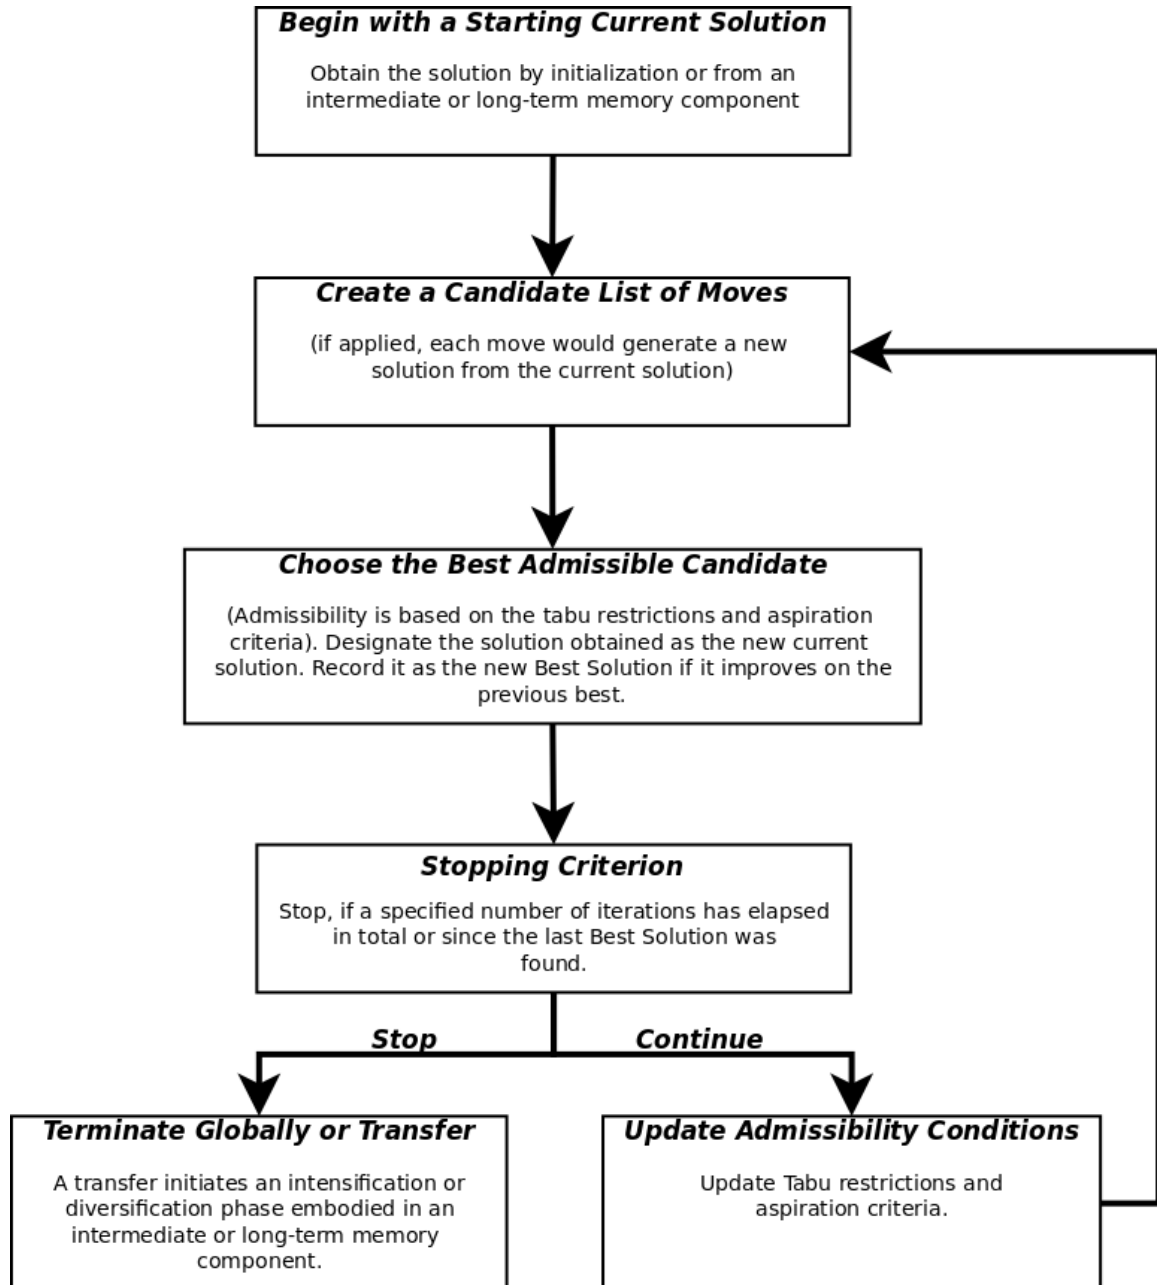 Begin with a Starting Current Solution
Obtain the solution by initialization or from an
intermediate or long-term memory component
Create a Candidate List of Moves
(if applied, each move would generate a new
solution from the current solution)
Choose the Best Admissible Candidate
(Admissibility is based on the tabu restrictions and aspiration
criteria). Designate the solution obtained as the new current
solution. Record it as the new Best Solution if it improves on the
previous best.
Stopping Criterion
Stop, if a specified number of iterations has elapsed
in total or since the last Best Solution was
found.
Stop
Continue
Terminate Globally or Transfer
A transfer initiates an intensification or
diversification phase embodied in an
intermediate or long-term memory
component.
Update Admissibility Conditions
Update Tabu restrictions and
aspiration criteria.